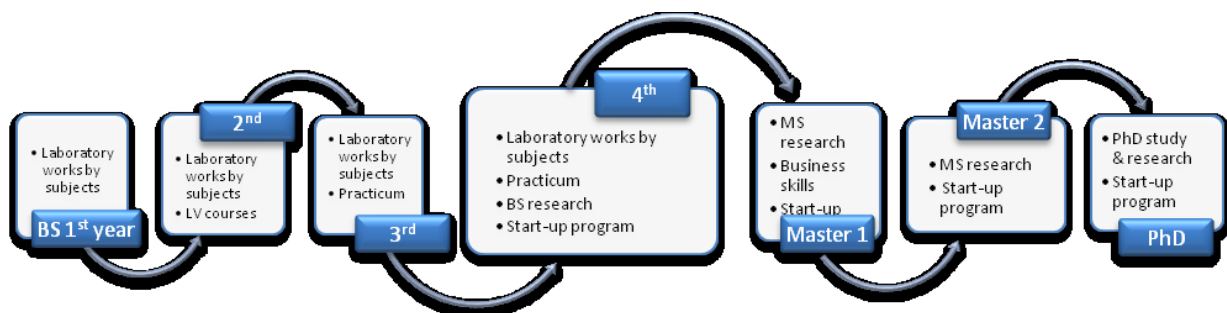 • Laboratory
works by
subjects
BS 1st year
2nd
• Laboratory
works by
subjects
• LV courses
• Laboratory
works by
subjects
• Practicum
3rd
4th
• Laboratory works by
subjects
• Practicum
• BS research
• Start-up program
• MS
research
• Business
skills
• Start-up
Master 1
Master 2
• MS research
• Start-up
program
• PhD study
& research
• Start-up
program
PhD